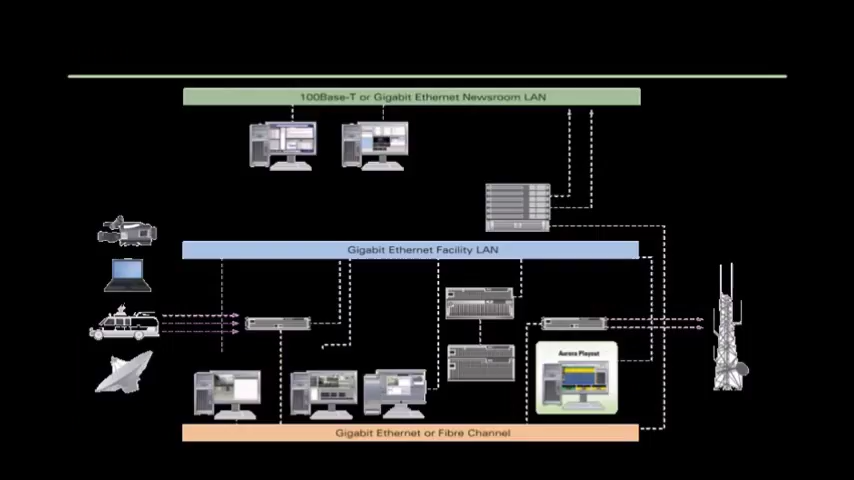 100Base-T or Gigabit Ethernet Newsroom LAN
Gigabit Ethernet Facility LAN
Aurora Playout
Gigabit Ethernet or Fibre Channel